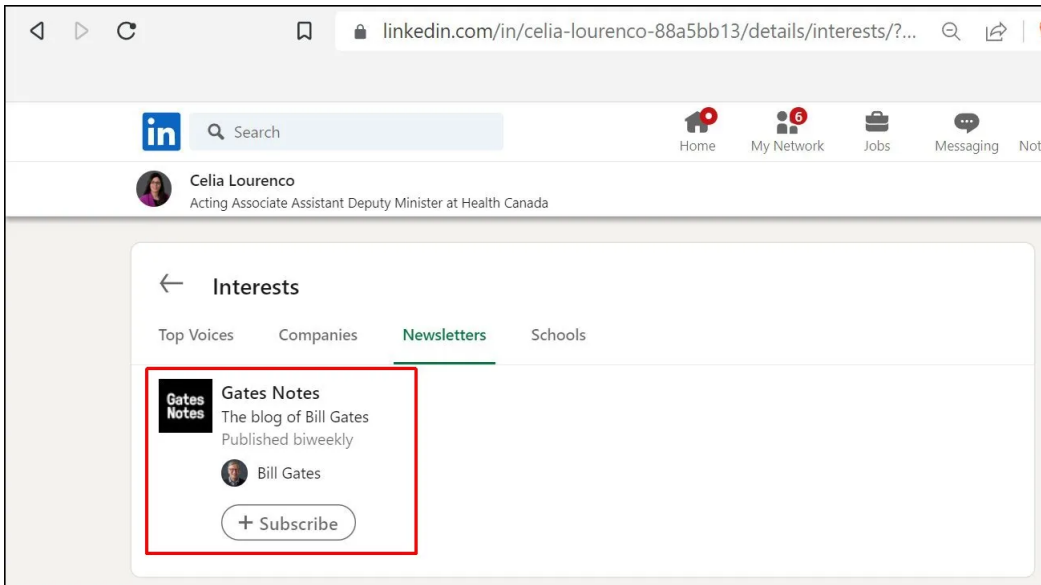 linkedin.com/in/celia-lourenco-88a5bb13/details/interests/?...
in
Search
6
Home
My Network
Jobs
Messaging
Not
Celia Lourenco
Acting Associate Assistant Deputy Minister at Health Canada
Interests
Top Voices
Companies
Newsletters
Schools
Gates
Notes
Gates Notes
The blog of Bill Gates
Published biweekly
Bill Gates
+ Subscribe